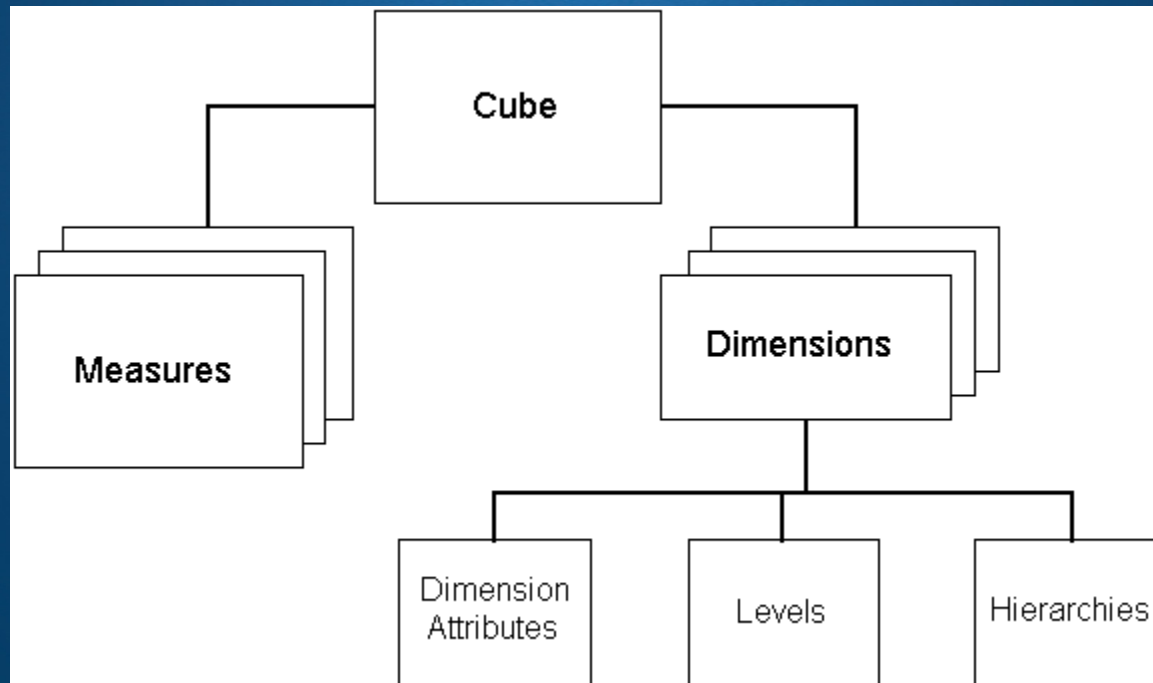 Cube
Measures
Dimensions
Dimension
Attributes
Levels
Hierarchies